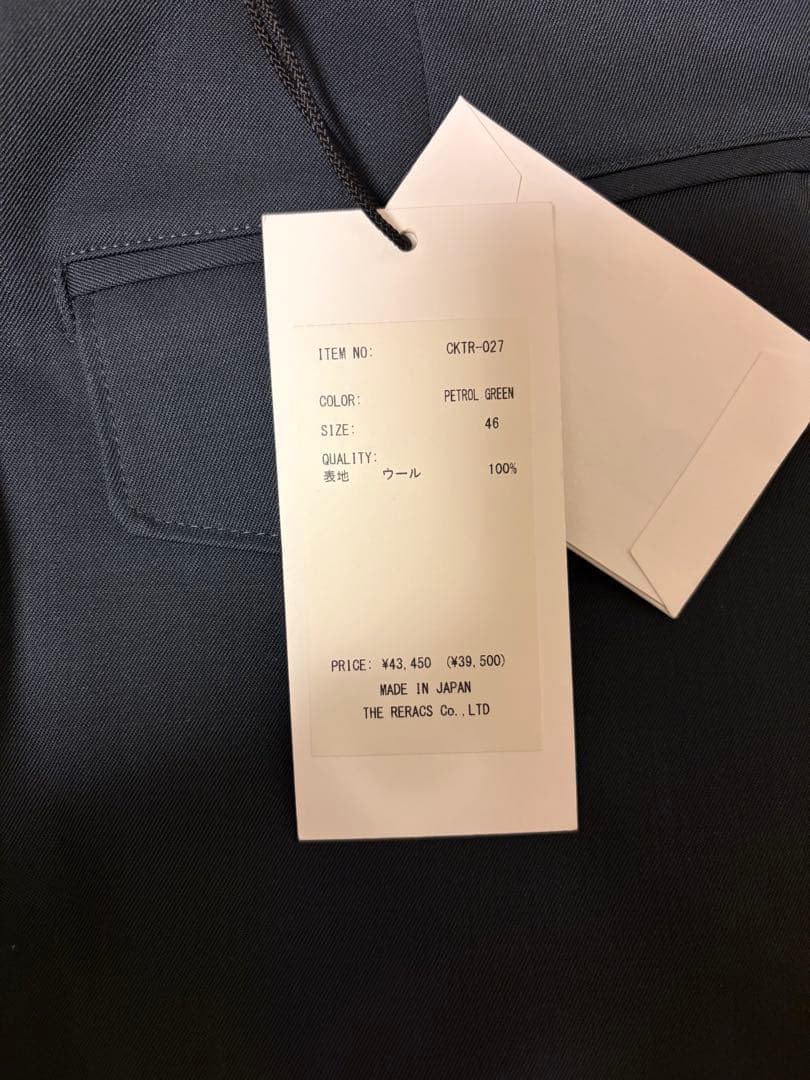 ITEM NO: CKTR-027
COLOR: PETROL GREEN
SIZE: 46
QUALITY:
表地 ウール 100%
PRICE: ¥43,450 (¥39,500)
MADE IN JAPAN
THE RERACS Co.,LTD